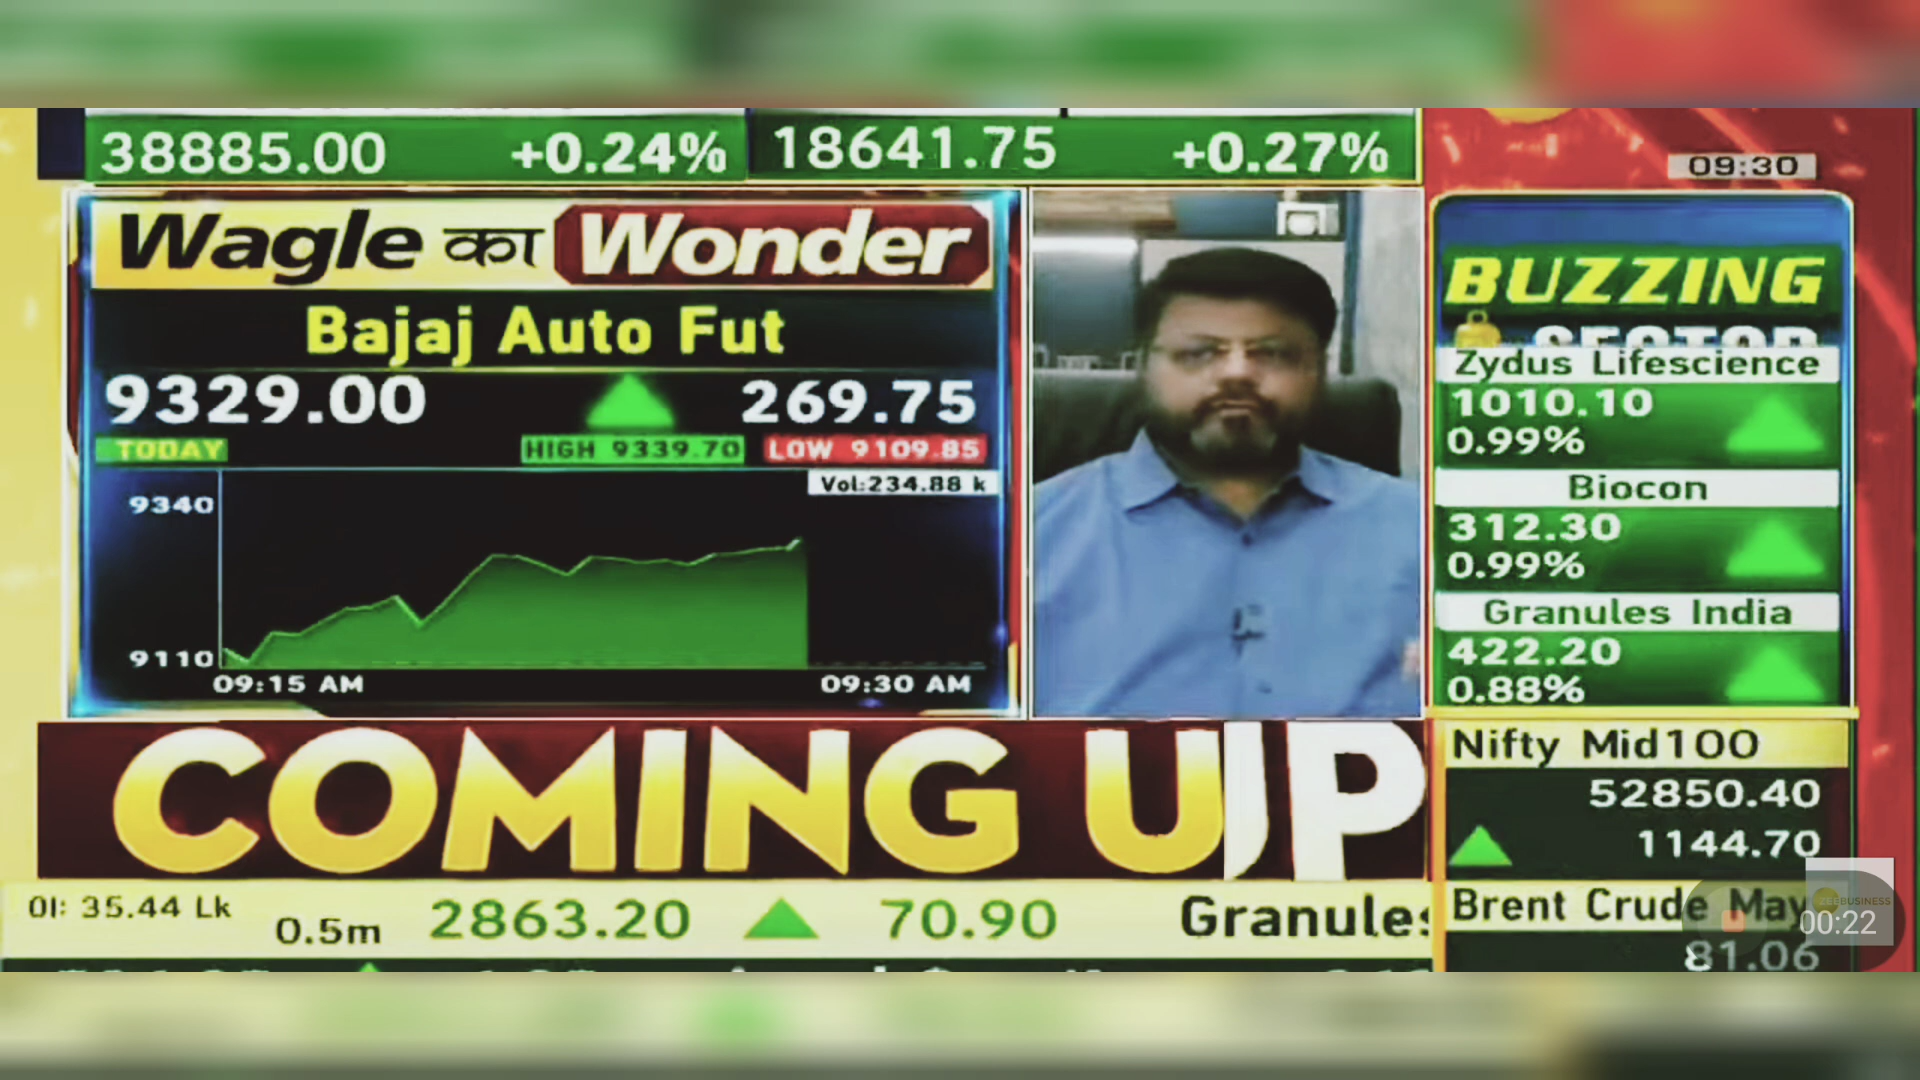 38885.00 +0.24% 18641.75 +0.27%
09:30
Wagle का Wonder
Bajaj Auto Fut
9329.00 269.75
TODAY HIGH 9339.70 LOW 9109.85
Vol:234.88 k
9340
9110
09:15 AM 09:30 AM
BUZZING
SECTOR
Zydus Lifescience
1010.10
0.99%
Biocon
312.30
0.99%
Granules India
422.20
0.88%
COMING UP
Nifty Mid100
52850.40
1144.70
Brent Crude May
81.06
ZEEBUSINESS
00:22
OI: 35.44 Lk 0.5m 2863.20 70.90 Granules